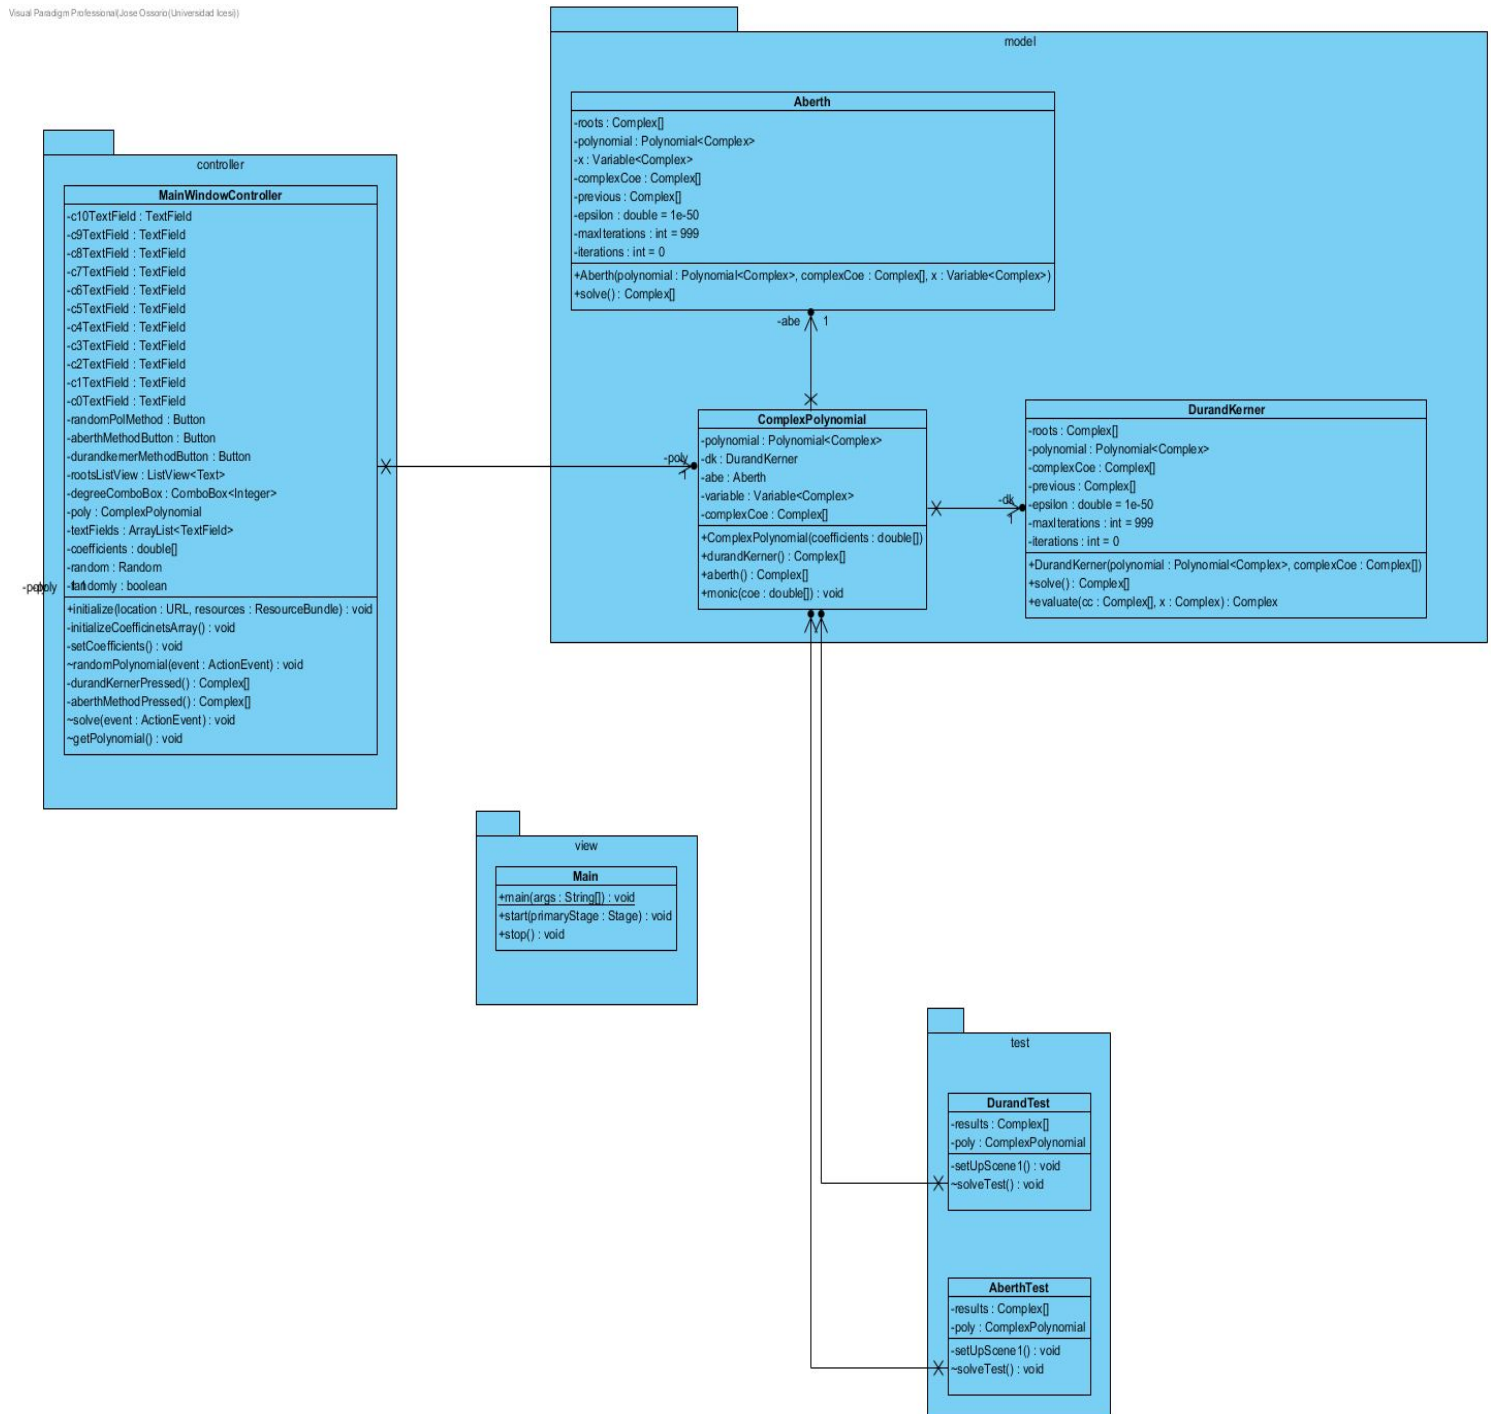 Visual Paradigm Professional(Jose Ossorio(Universidad Icesi))
model
Aberth
-roots : Complex[]
-polynomial : Polynomial<Complex>
-x : Variable<Complex>
-complexCoe : Complex[]
-previous : Complex[]
-epsilon : double = 1e-50
-maxIterations : int = 999
-iterations : int = 0
+Aberth(polynomial : Polynomial<Complex>, complexCoe : Complex[], x : Variable<Complex>)
+solve() : Complex[]
-abe 1
controller
MainWindowController
-c10TextField : TextField
-c9TextField : TextField
-c8TextField : TextField
-c7TextField : TextField
-c6TextField : TextField
-c5TextField : TextField
-c4TextField : TextField
-c3TextField : TextField
-c2TextField : TextField
-c1TextField : TextField
-c0TextField : TextField
-randomPolMethod : Button
-aberthMethodButton : Button
-durandkernerMethodButton : Button
-rootsListView : ListView<Text>
-degreeComboBox : ComboBox<Integer>
-poly : ComplexPolynomial
-textFields : ArrayList<TextField>
-coefficients : double[]
-random : Random
: boolean
+initialize(location : URL, resources : ResourceBundle) : void
-initializeCoefficinetsArray() : void
-setCoefficients() : void
~randomPolynomial(event : ActionEvent) : void
-durandKernerPressed() : Complex[]
-aberthMethodPressed() : Complex[]
~solve(event : ActionEvent) : void
~getPolynomial() : void
-poly
1
ComplexPolynomial
-polynomial : Polynomial<Complex>
-dk : DurandKerner
-abe : Aberth
-variable : Variable<Complex>
-complexCoe : Complex[]
+ComplexPolynomial(coefficients : double[])
+durandKerner() : Complex[]
+aberth() : Complex[]
+monic(coe : double[]) : void
-dk
1
DurandKerner
-roots : Complex[]
-polynomial : Polynomial<Complex>
-complexCoe : Complex[]
-previous : Complex[]
-epsilon : double = 1e-50
-maxIterations : int = 999
-iterations : int = 0
+DurandKerner(polynomial : Polynomial<Complex>, complexCoe : Complex[])
+solve() : Complex[]
+evaluate(cc : Complex[], x : Complex) : Complex
view
Main
+main(args : String[]) : void
+start(primaryStage : Stage) : void
+stop() : void
test
DurandTest
-results : Complex[]
-poly : ComplexPolynomial
-setUpScene1() : void
~solveTest() : void
AberthTest
-results : Complex[]
-poly : ComplexPolynomial
-setUpScene1() : void
~solveTest() : void